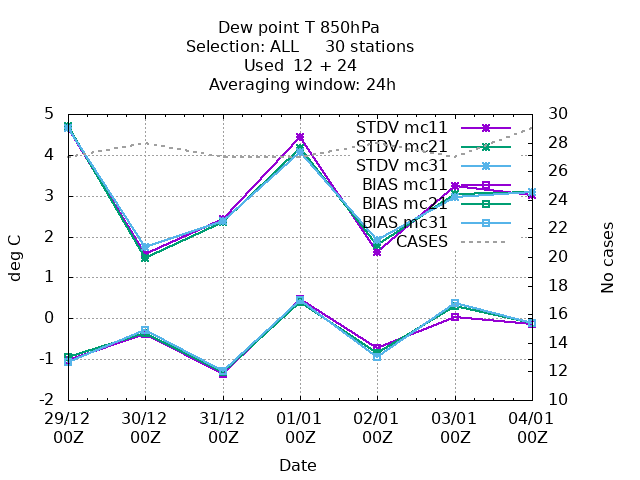 Dew point T 850hPa
Selection: ALL 30 stations
Used 12 + 24
Averaging window: 24h
5
4
3
2
1
0
-1
-2
deg C
30
28
26
24
22
20
18
16
14
12
10
No cases
STDV mc11
STDV mc21
STDV mc31
BIAS mc11
BIAS mc21
BIAS mc31
CASES
29/12 30/12 31/12 01/01 02/01 03/01 04/01
00Z 00Z 00Z 00Z 00Z 00Z 00Z
Date